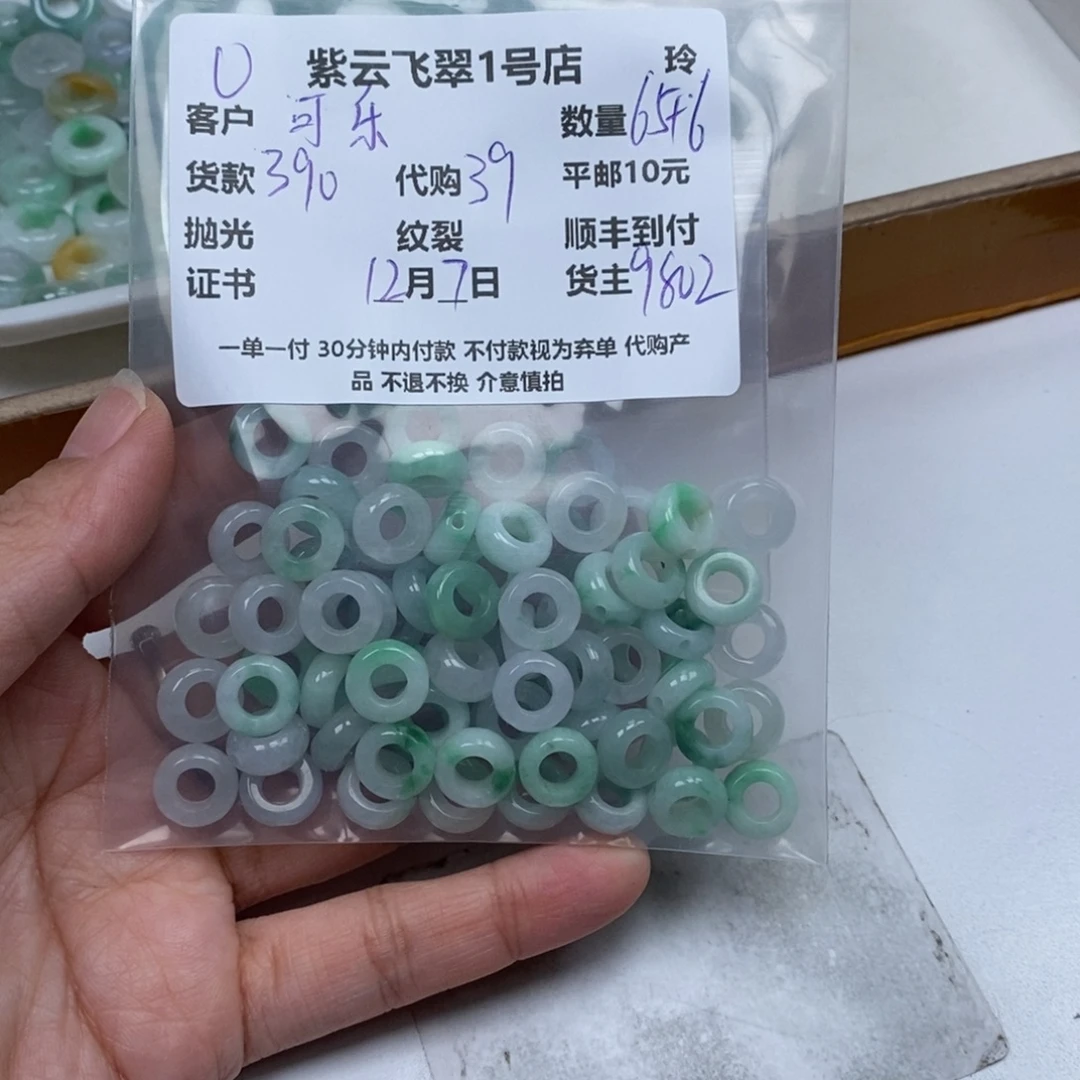 U 紫云飞翠1号店 玲
客户 可乐 数量 65+6
货款 390 代购 39 平邮10元
抛光 纹裂 顺丰到付
证书 12月7日 货主 9802
一单一付 30分钟内付款 不付款视为弃单 代购产
品 不退不换 介意慎拍